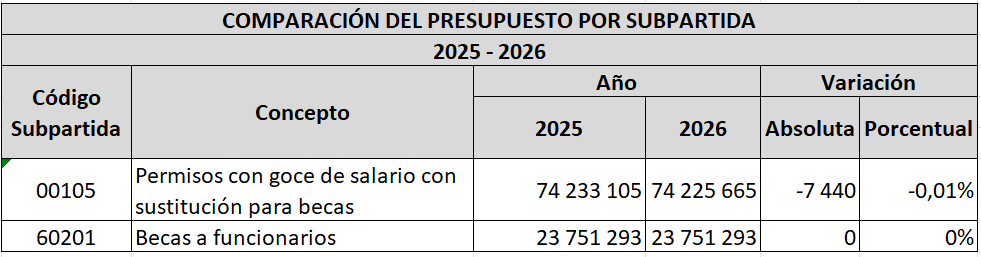 COMPARACIÓN DEL PRESUPUESTO POR SUBPARTIDA
2025 - 2026
Código Subpartida Concepto Año Variación
2025 2026 Absoluta Porcentual
00105 Permisos con goce de salario con sustitución para becas 74 233 105 74 225 665 -7 440 -0,01%
60201 Becas a funcionarios 23 751 293 23 751 293 0 0%